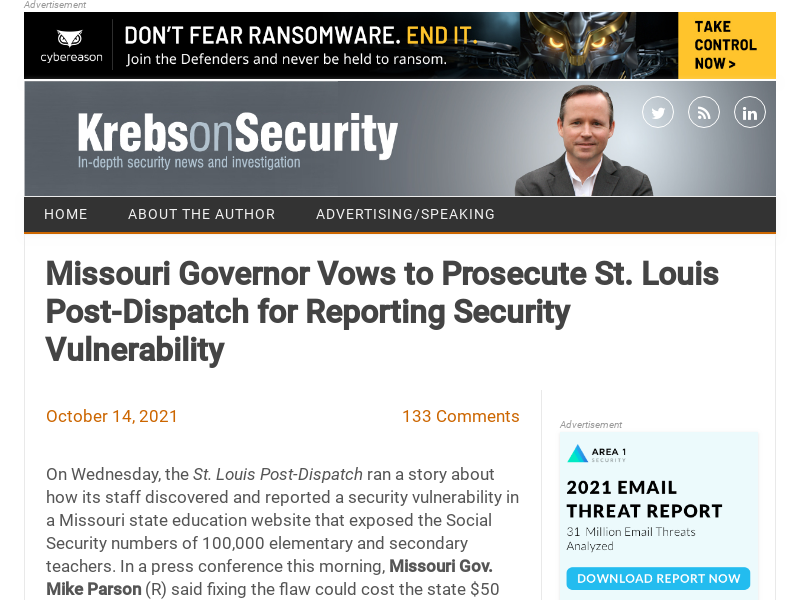 Advertisement
DON'T FEAR RANSOMWARE. END IT.
Join the Defenders and never be held to ransom.
cybereason
TAKE
CONTROL
NOW >
KrebsonSecurity
In-depth security news and investigation
in
HOME ABOUT THE AUTHOR ADVERTISING/SPEAKING
Missouri Governor Vows to Prosecute St. Louis
Post-Dispatch for Reporting Security
Vulnerability
October 14, 2021 133 Comments
On Wednesday, the St. Louis Post-Dispatch ran a story about
how its staff discovered and reported a security vulnerability in
a Missouri state education website that exposed the Social
Security numbers of 100,000 elementary and secondary
teachers. In a press conference this morning, Missouri Gov.
Mike Parson (R) said fixing the flaw could cost the state $50
Advertisement
AREA 1
SECURITY
2021 EMAIL
THREAT REPORT
31 Million Email Threats
Analyzed
DOWNLOAD REPORT NOW